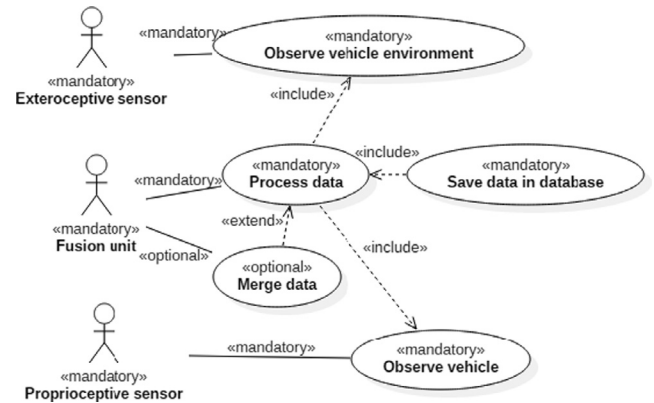 «mandatory»
«mandatory»
Observe vehicle environment
«mandatory»
Exteroceptive sensor
«include»
«mandatory»
«mandatory»
Process data
«include»
«mandatory»
Save data in database
«mandatory»
Fusion unit
«extend»
«include»
«optional»
«optional»
Merge data
«mandatory»
«mandatory»
Observe vehicle
«mandatory»
Proprioceptive sensor